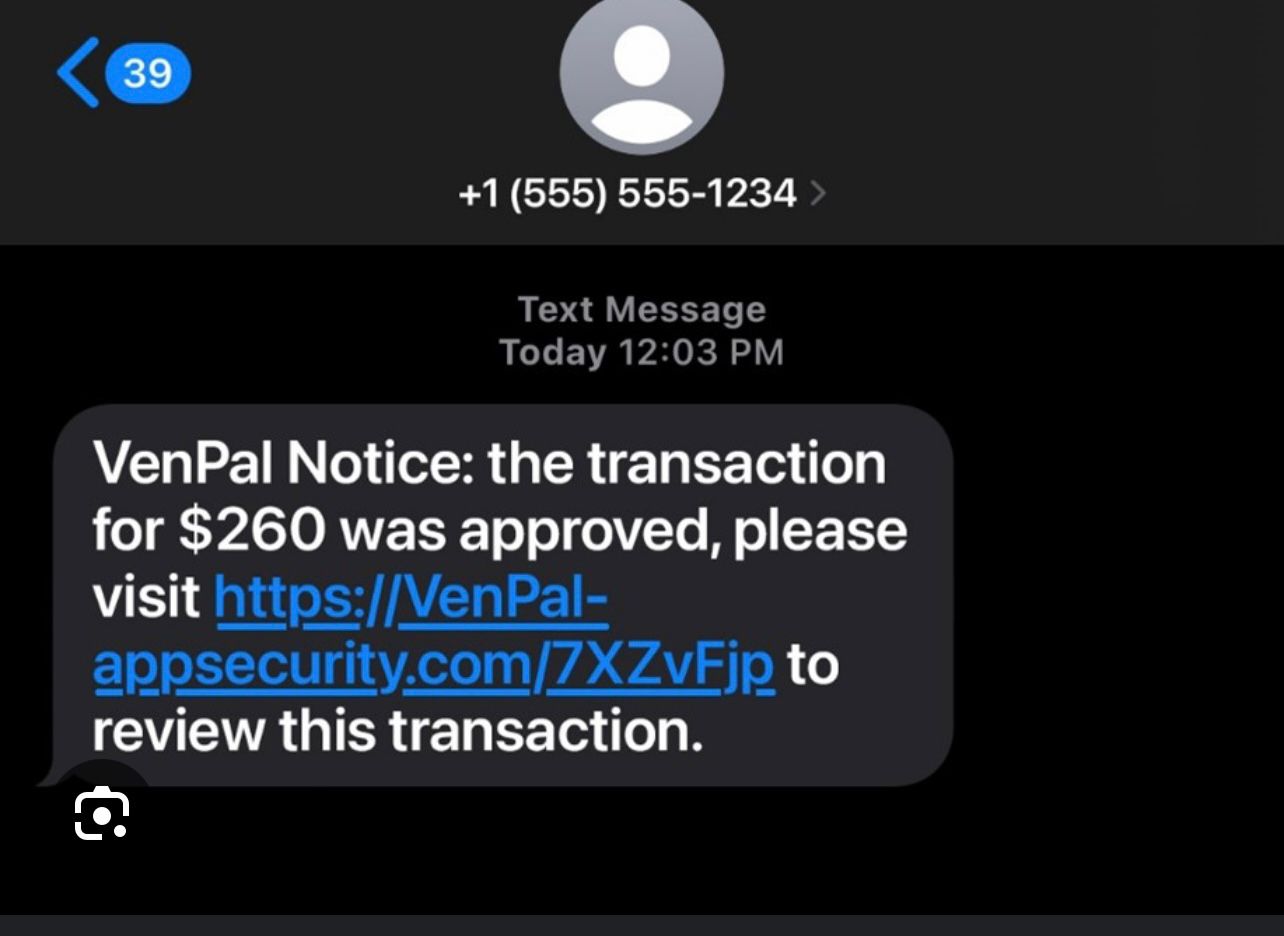 39
+1 (555) 555-1234
Text Message
Today 12:03 PM
VenPal Notice: the transaction
for $260 was approved, please
visit https://VenPal-
appsecurity.com/7XZvFjp to
review this transaction.